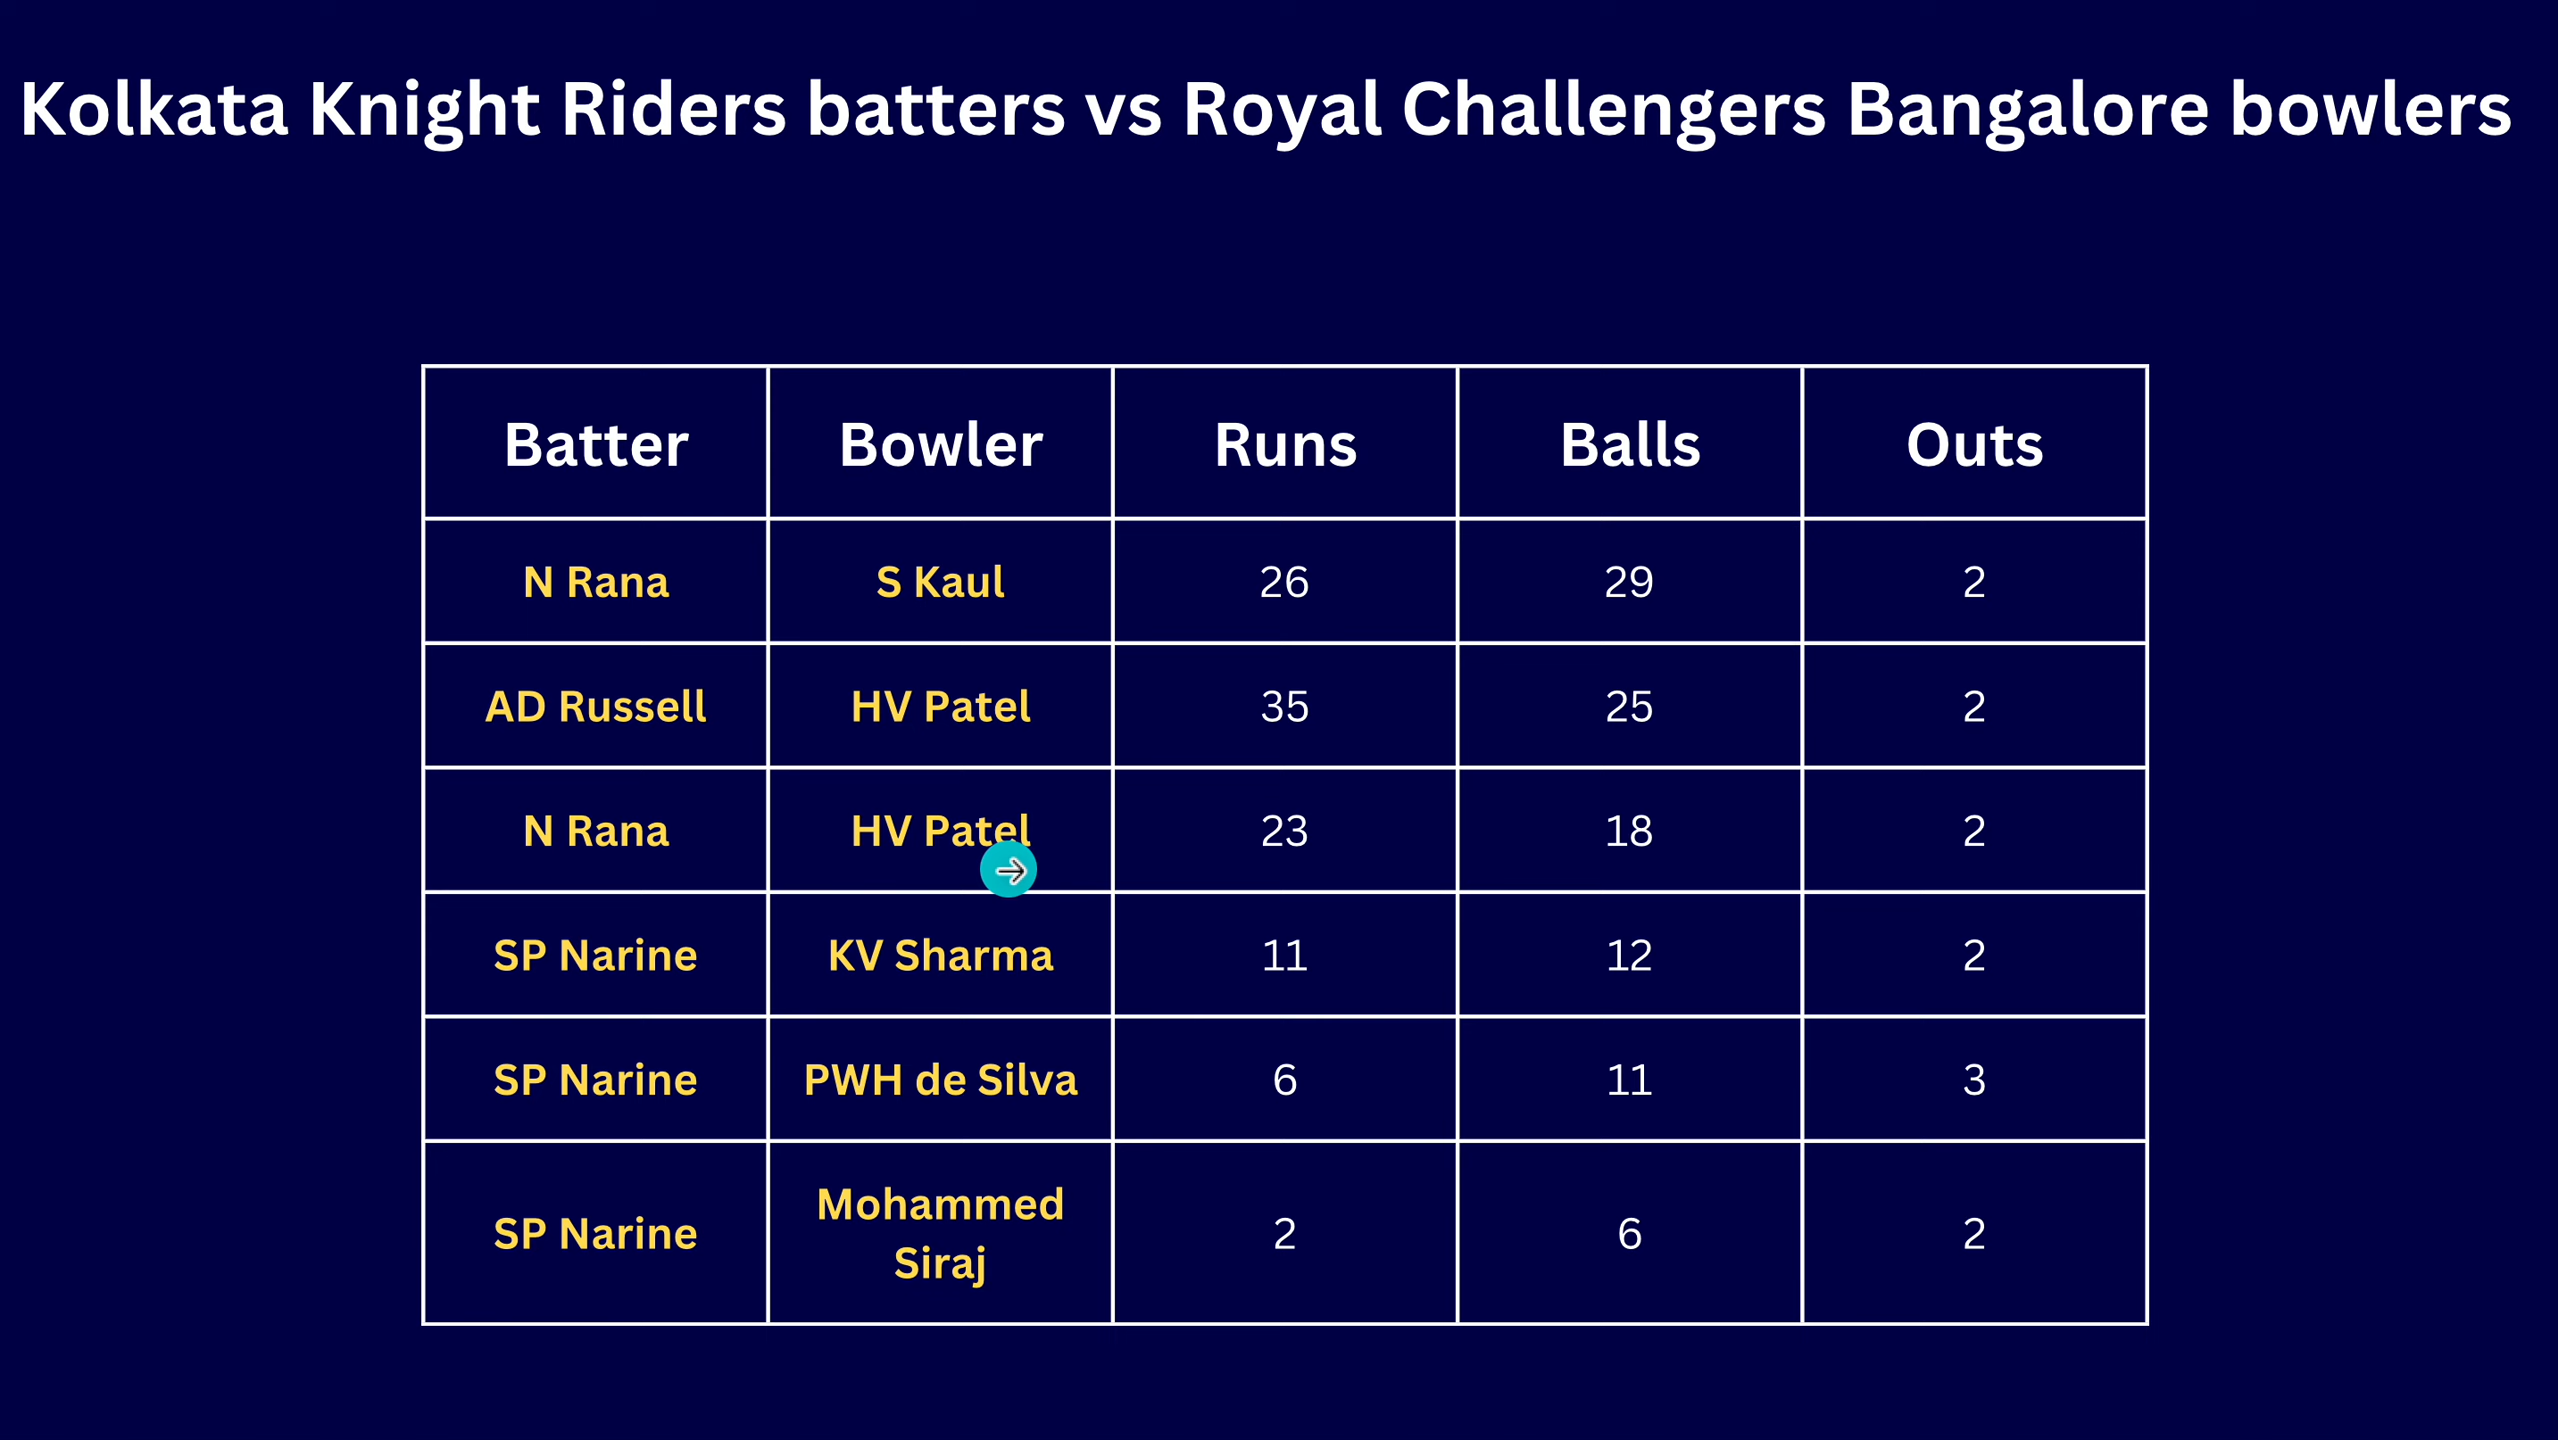 Kolkata Knight Riders batters vs Royal Challengers Bangalore bowlers
Batter Bowler Runs Balls Outs
N Rana S Kaul 26 29 2
AD Russell HV Patel 35 25 2
N Rana HV Patel 23 18 2
SP Narine KV Sharma 11 12 2
SP Narine PWH de Silva 6 11 3
SP Narine Mohammed Siraj 2 6 2